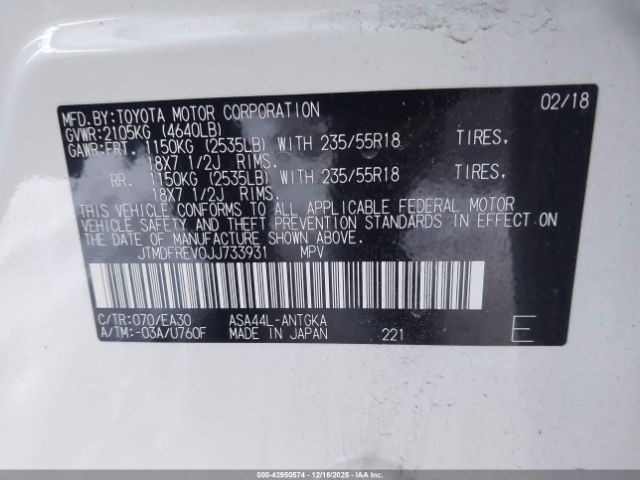 MFD.BY:TOYOTA MOTOR CORPORATION 02/18
GVWR:2105KG (4640LB)
GAWR:FRT. 1150KG (2535LB) WITH 235/55R18 TIRES,
18X7 1/2J RIMS.
RR. 1150KG (2535LB) WITH 235/55R18 TIRES,
18X7 1/2J RIMS.
THIS VEHICLE CONFORMS TO ALL APPLICABLE FEDERAL MOTOR
VEHICLE SAFETY AND THEFT PREVENTION STANDARDS IN EFFECT ON
THE DATE OF MANUFACTURE SHOWN ABOVE.
JTMDFREV0JJ733931 MPV
C/TR:070/EA30 ASA44L-ANTGKA
A/TM:-03A/U760F MADE IN JAPAN 221 E
000-43950574 - 12/16/2025 - COPART, INC.